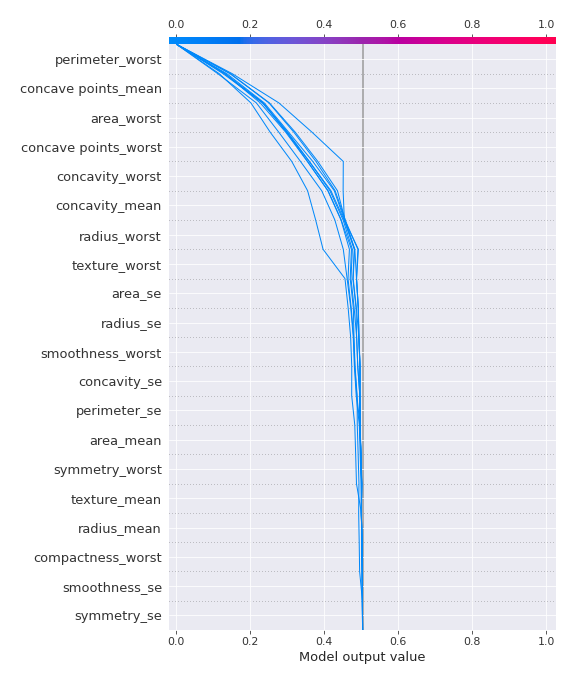 0.0 0.2 0.4 0.6 0.8 1.0
perimeter_worst
concave points_mean
area_worst
concave points_worst
concavity_worst
concavity_mean
radius_worst
texture_worst
area_se
radius_se
smoothness_worst
concavity_se
perimeter_se
area_mean
symmetry_worst
texture_mean
radius_mean
compactness_worst
smoothness_se
symmetry_se
0.0 0.2 0.4 0.6 0.8 1.0
Model output value